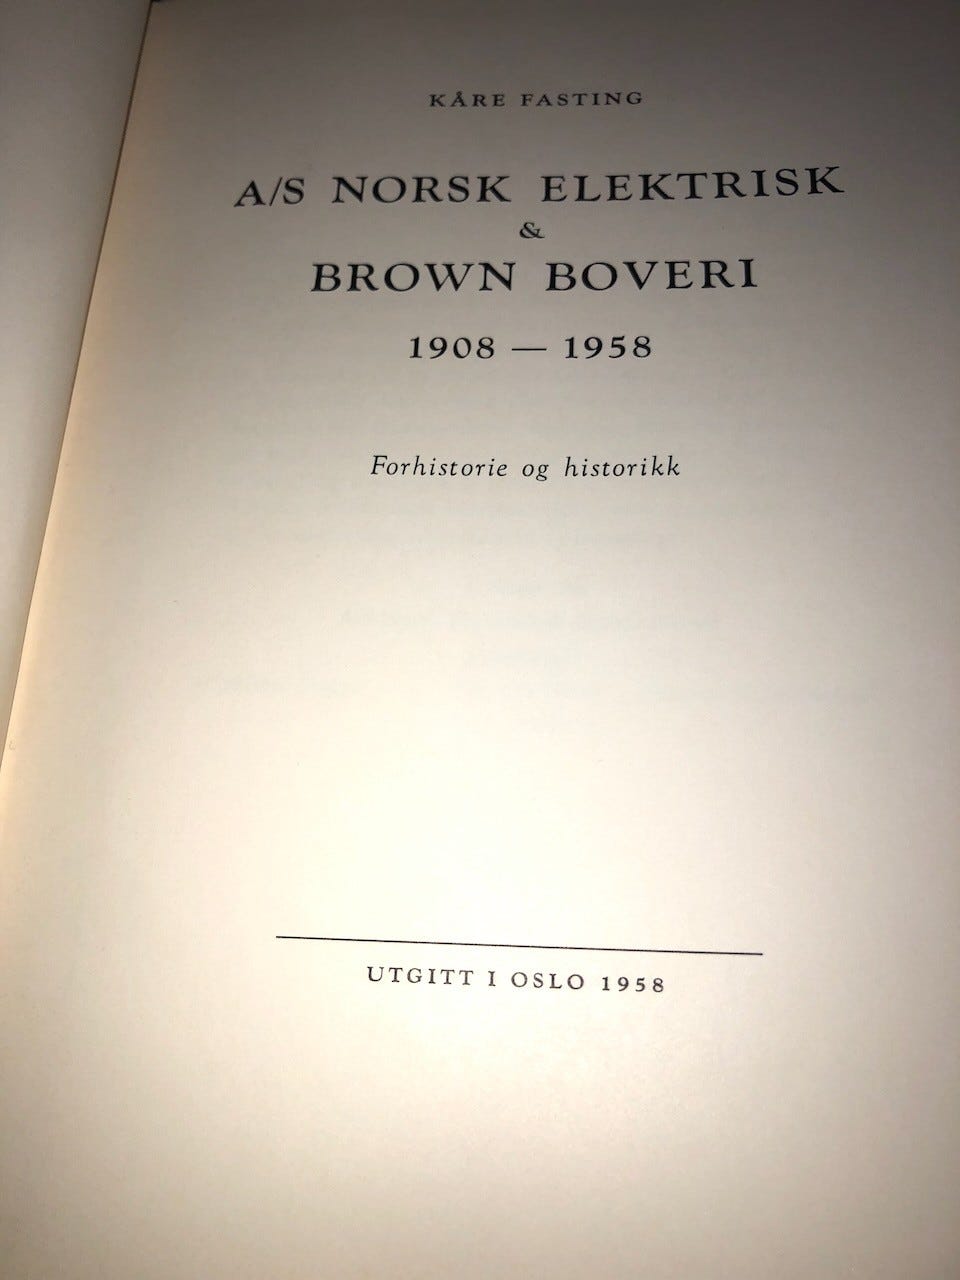 KÅRE FASTING
A/S NORSK ELEKTRISK
&
BROWN BOVERI
1908 — 1958
Forhistorie og historikk
UTGITT I OSLO 1958